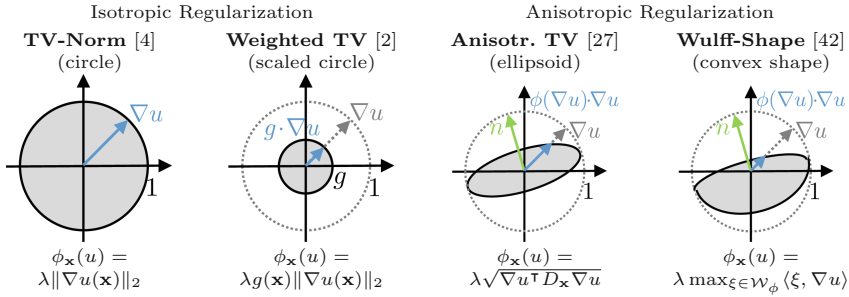 Isotropic Regularization Anisotropic Regularization
TV-Norm [4] Weighted TV [2] Anisotr. TV [27] Wulff-Shape [42]
(circle) (scaled circle) (ellipsoid) (convex shape)
∇u
1
g·∇u
∇u
g
1
n
ϕ(∇u)·∇u
∇u
1
n
ϕ(∇u)·∇u
∇u
1
ϕ𝐱(u) = ϕ𝐱(u) = ϕ𝐱(u) = ϕ𝐱(u) =
λ‖∇u(𝐱)‖₂ λg(𝐱)‖∇u(𝐱)‖₂ λ√(∇uᵀD𝐱∇u) λ max_{ξ∈𝒲_ϕ}⟨ξ, ∇u⟩